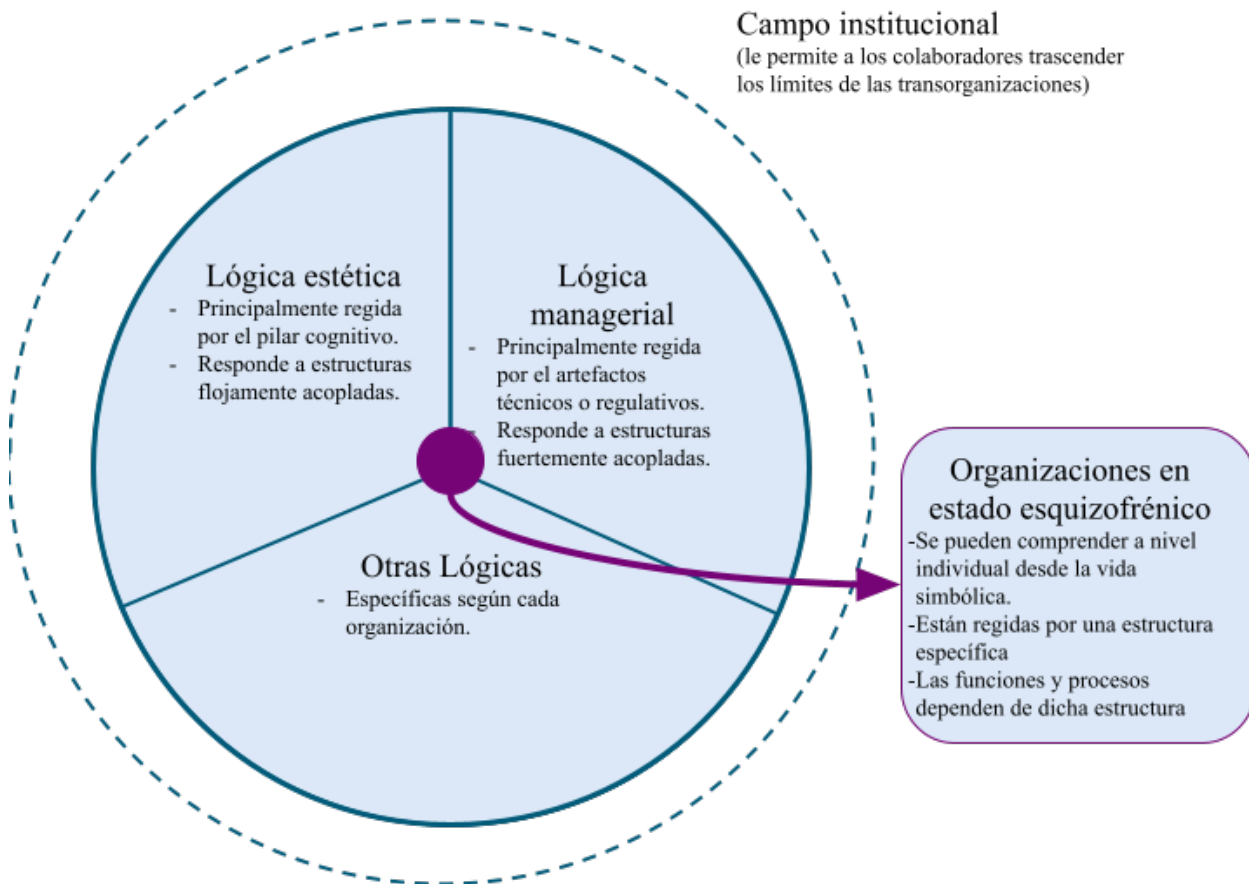 Campo institucional
(le permite a los colaboradores trascender
los límites de las transorganizaciones)
Lógica estética
- Principalmente regida
por el pilar cognitivo.
- Responde a estructuras
flojamente acopladas.
Lógica
managerial
- Principalmente regida
por el artefactos
técnicos o regulativos.
- Responde a estructuras
fuertemente acopladas.
Otras Lógicas
- Específicas según cada
organización.
Organizaciones en
estado esquizofrénico
-Se pueden comprender a nivel
individual desde la vida
simbólica.
-Están regidas por una estructura
específica
-Las funciones y procesos
dependen de dicha estructura